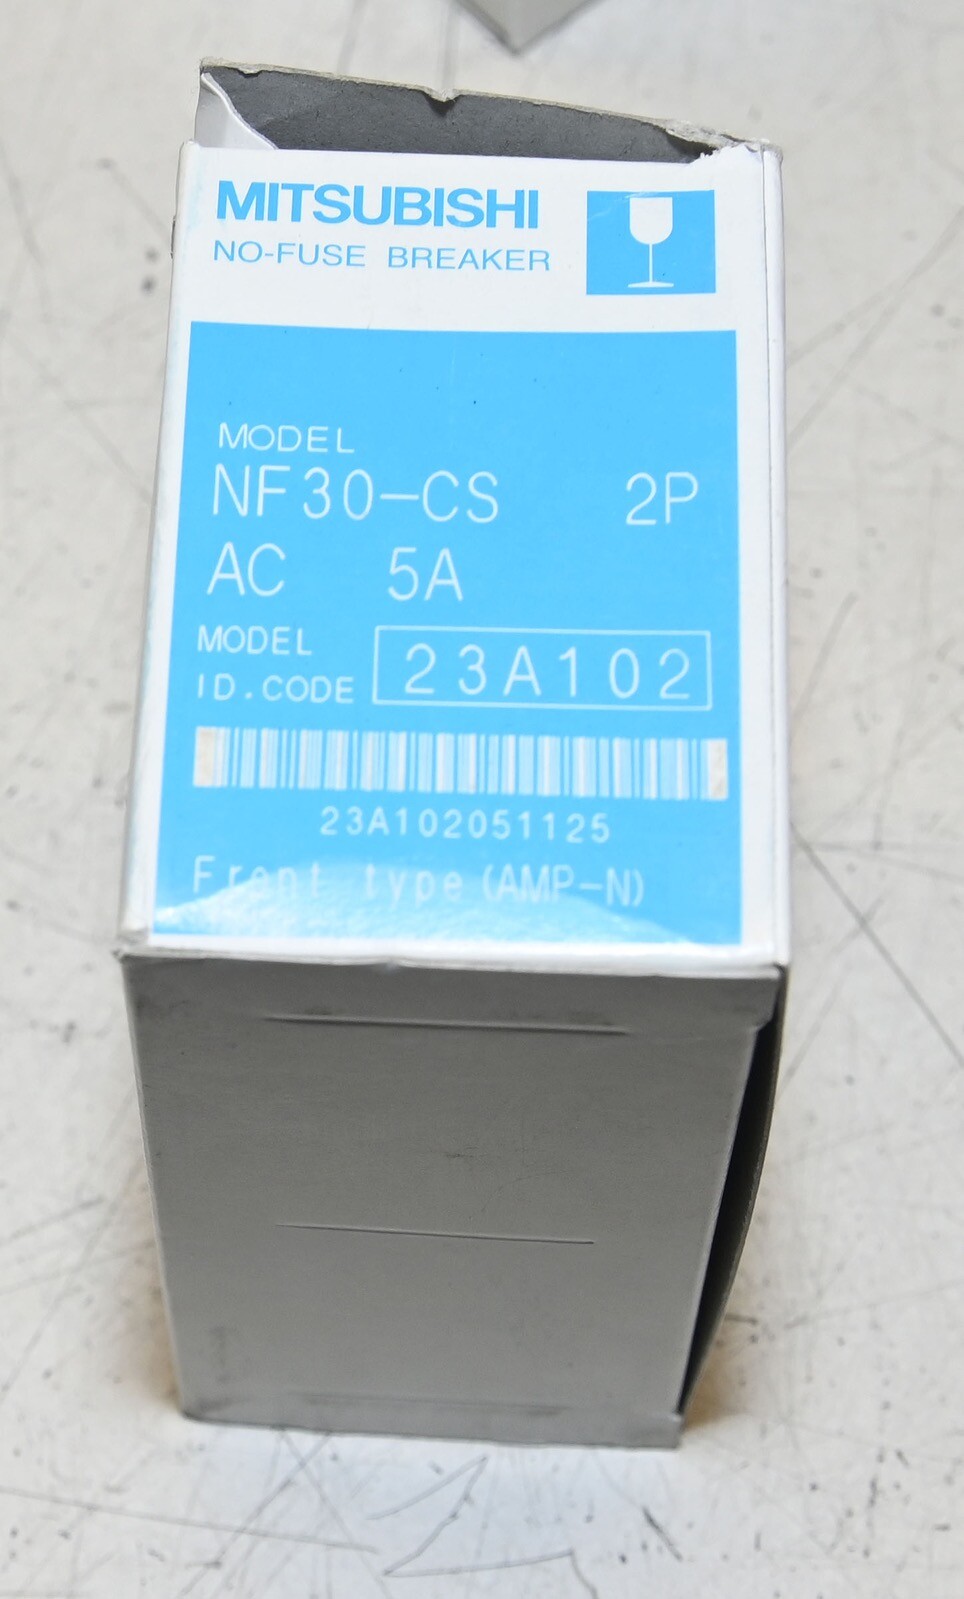 MITSUBISHI
NO-FUSE BREAKER
MODEL
NF30-CS 2P
AC 5A
MODEL
ID.CODE 23A102
23A102051125
Front type (AMP-N)